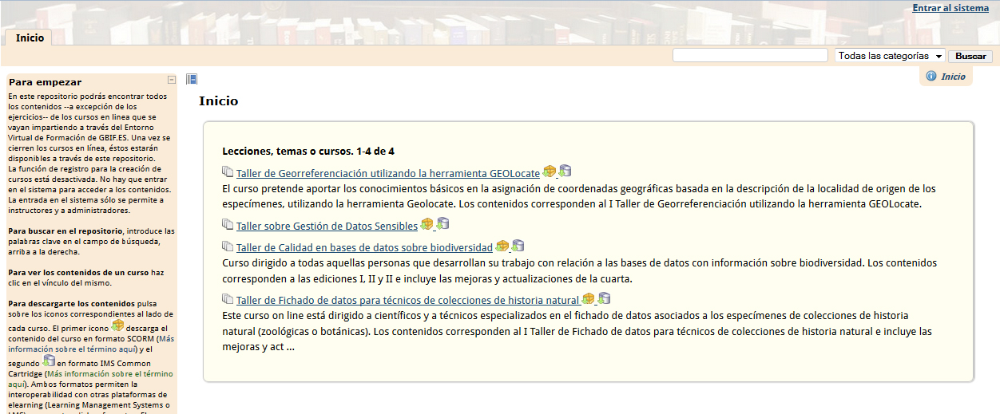 Entrar al sistema
Inicio
Todas las categorías
Buscar
Inicio
Para empezar
En este repositorio podrás encontrar todos
los contenidos --a excepción de los
ejercicios-- de los cursos en linea que se
vayan impartiendo a través del Entorno
Virtual de Formación de GBIF.ES. Una vez se
cierren los cursos en línea, éstos estarán
disponibles a través de este repositorio.
La función de registro para la creación de
cursos está desactivada. No hay que entrar
en el sistema para acceder a los contenidos.
La entrada en el sistema sólo se permite a
instructores y a administradores.
Para buscar en el repositorio, introduce las
palabras clave en el campo de búsqueda,
arriba a la derecha.
Para ver los contenidos de un curso haz
clic en el vínculo del mismo.
Para descargarte los contenidos pulsa
sobre los iconos correspondientes al lado de
cada curso. El primer icono descarga el
contenido del curso en formato SCORM (Más
información sobre el término aquí) y el
segundo en formato IMS Common
Cartridge (Más información sobre el término
aquí). Ambos formatos permiten la
interoperabilidad con otras plataformas de
elearning (Learning Management Systems o
Inicio
Lecciones, temas o cursos. 1-4 de 4
Taller de Georreferenciación utilizando la herramienta GEOLocate
El curso pretende aportar los conocimientos básicos en la asignación de coordenadas geográficas basada en la descripción de la localidad de origen de los
especímenes, utilizando la herramienta Geolocate. Los contenidos corresponden al I Taller de Georreferenciación utilizando la herramienta GEOLocate.
Taller sobre Gestión de Datos Sensibles
Taller de Calidad en bases de datos sobre biodiversidad
Curso dirigido a todas aquellas personas que desarrollan su trabajo con relación a las bases de datos con información sobre biodiversidad. Los contenidos
corresponden a las ediciones I, II y II e incluye las mejoras y actualizaciones de la cuarta.
Taller de Fichado de datos para técnicos de colecciones de historia natural
Este curso on line está dirigido a científicos y a técnicos especializados en el fichado de datos asociados a los especímenes de colecciones de historia
natural (zoológicas o botánicas). Los contenidos corresponden al I Taller de Fichado de datos para técnicos de colecciones de historia natural e incluye las
mejoras y act ...